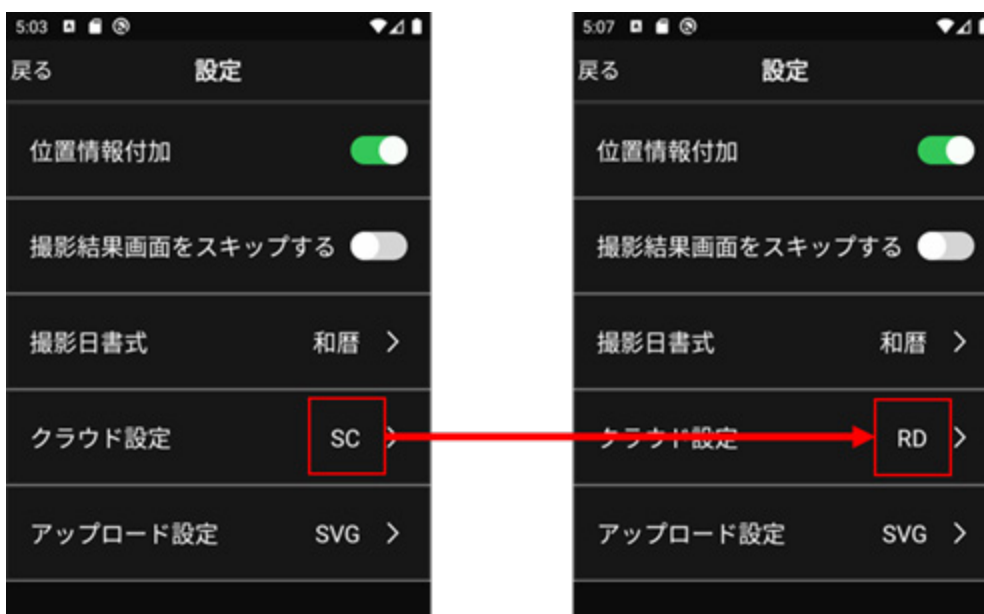 5:03
戻る 設定
位置情報付加
撮影結果画面をスキップする
撮影日書式 和暦
クラウド設定 SC
アップロード設定 SVG
5:07
戻る 設定
位置情報付加
撮影結果画面をスキップする
撮影日書式 和暦
クラウド設定 RD
アップロード設定 SVG